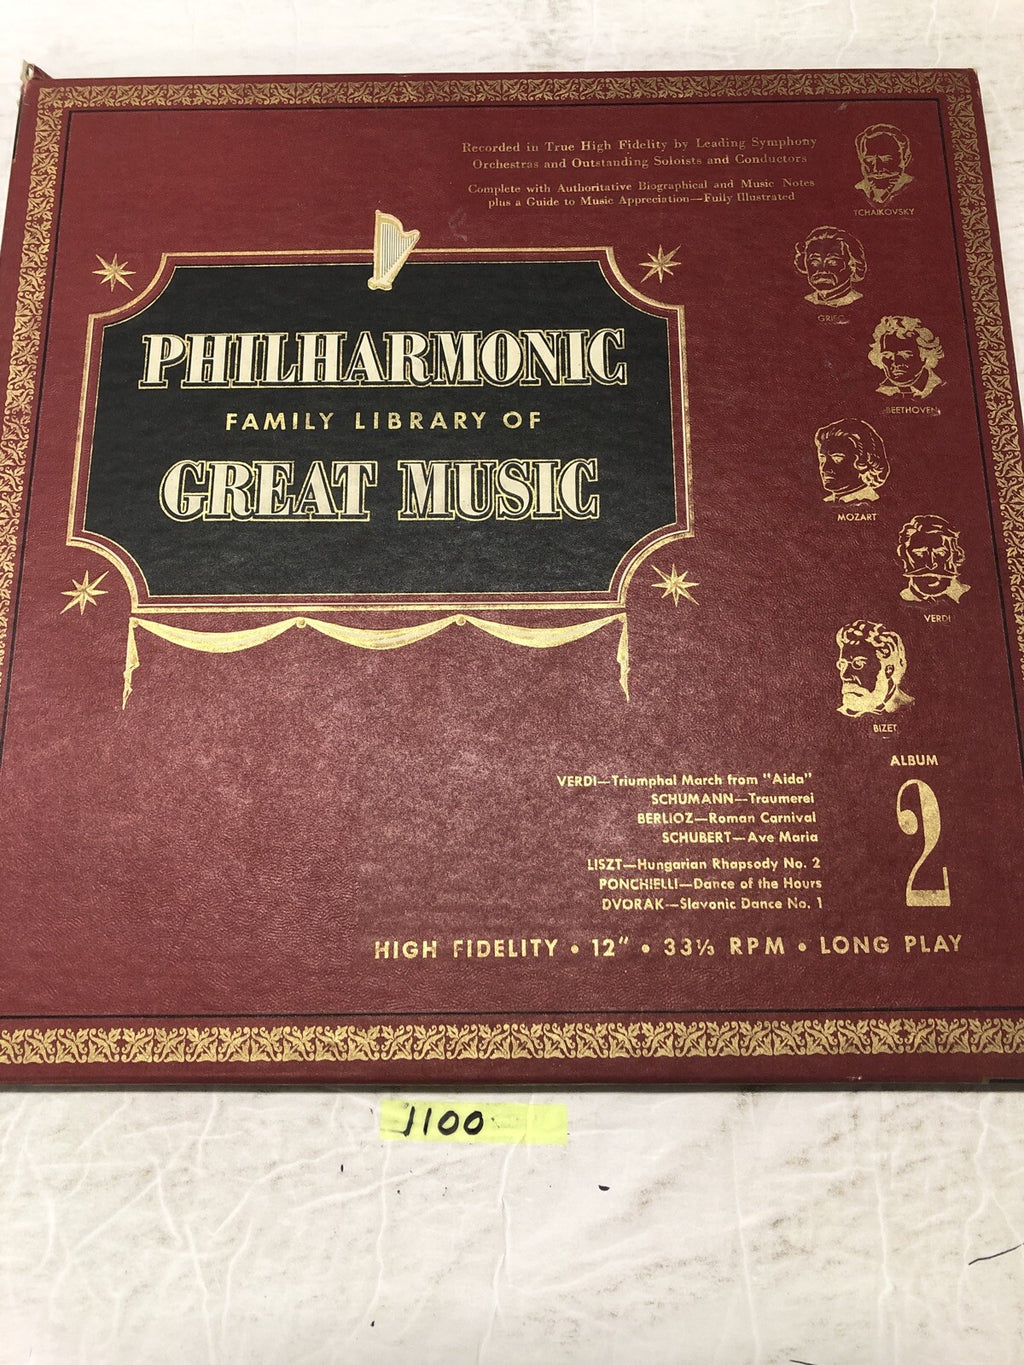 Recorded in True High Fidelity by Leading Symphony
Orchestras and Outstanding Soloists and Conductors
Complete with Authoritative Biographical and Music Notes
plus a Guide to Music Appreciation—Fully Illustrated
TCHAIKOVSKY
GRIEG
BEETHOVEN
MOZART
VERDI
BIZET
PHILHARMONIC
FAMILY LIBRARY OF
GREAT MUSIC
ALBUM
2
VERDI—Triumphal March from "Aida"
SCHUMANN—Traumerei
BERLIOZ—Roman Carnival
SCHUBERT—Ave Maria
LISZT—Hungarian Rhapsody No. 2
PONCHIELLI—Dance of the Hours
DVORAK—Slavonic Dance No. 1
HIGH FIDELITY • 12" • 33⅓ RPM • LONG PLAY
1100